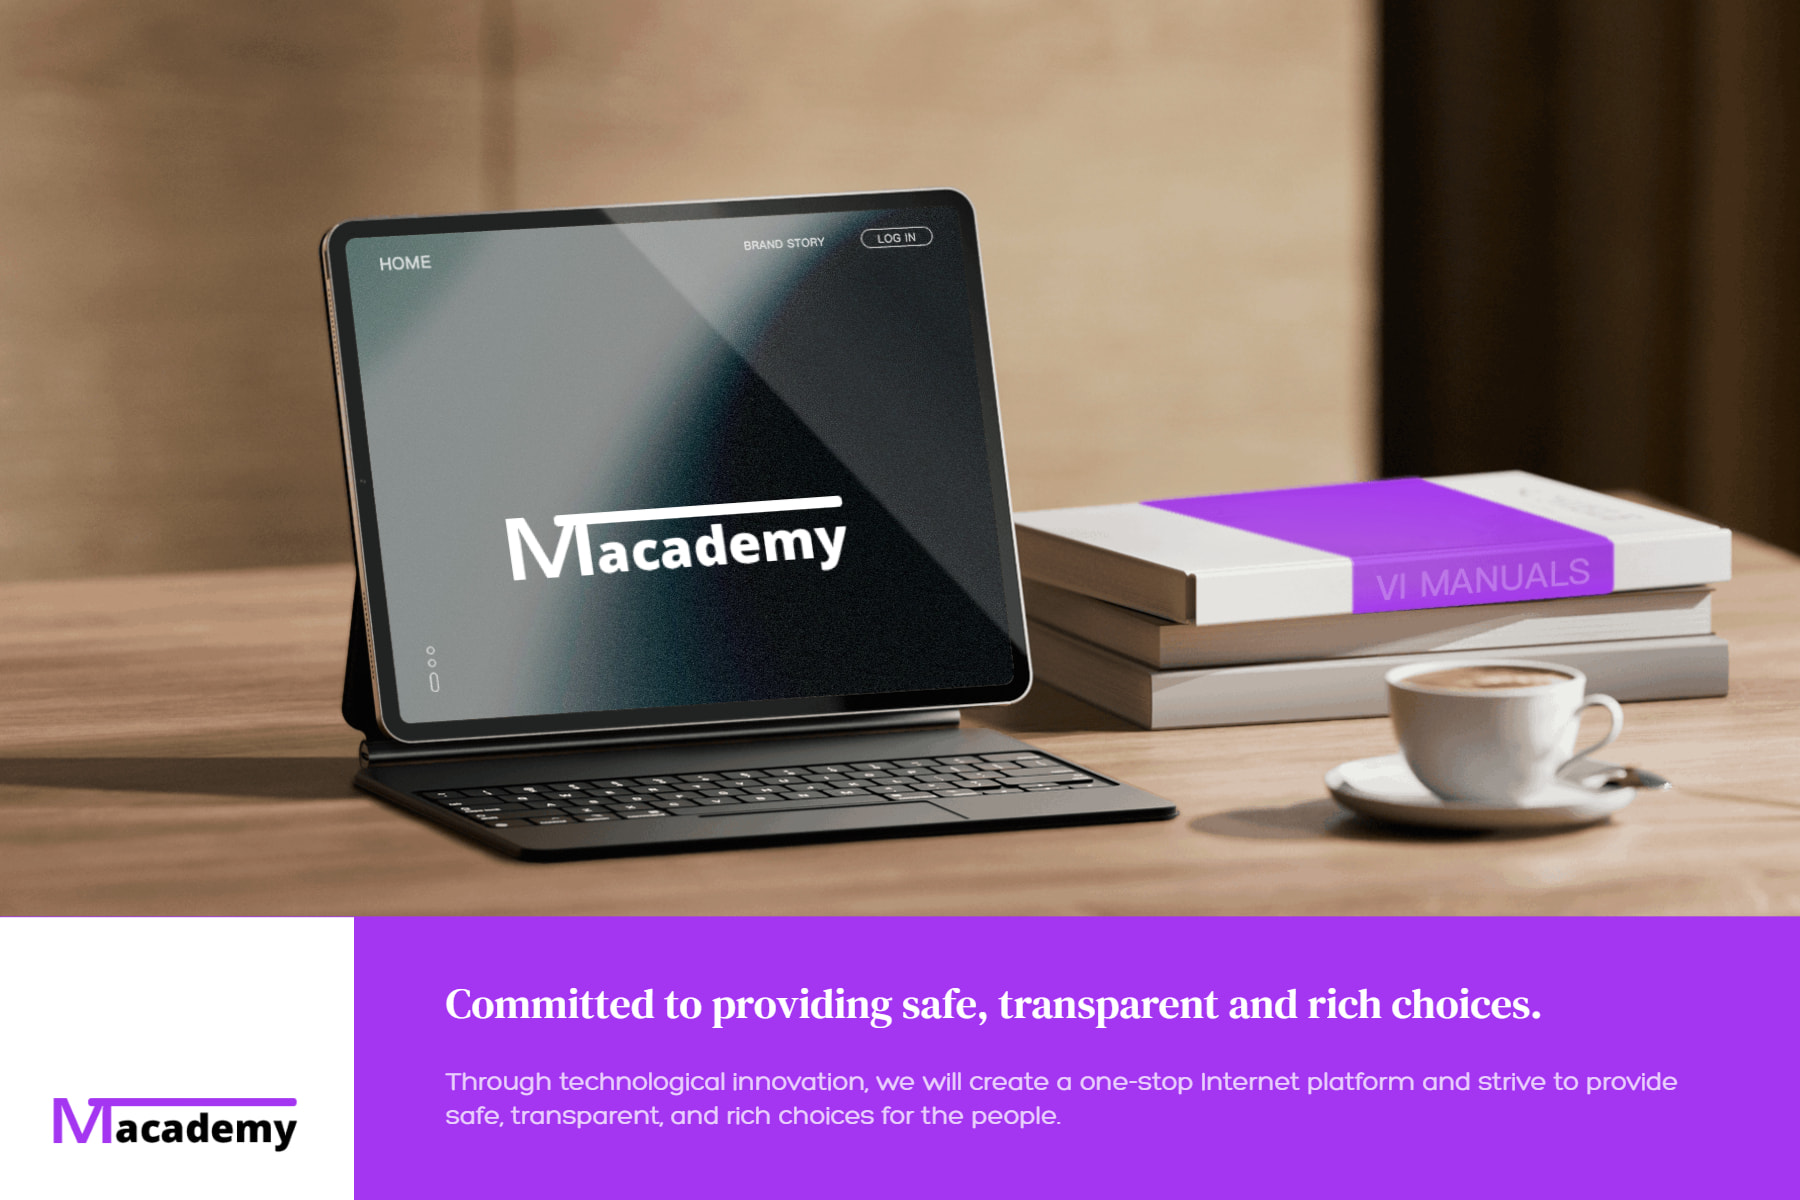 HOME
BRAND STORY
LOG IN
Macademy
VI MANUALS
Macademy
Committed to providing safe, transparent and rich choices.
Through technological innovation, we will create a one-stop Internet platform and strive to provide
safe, transparent, and rich choices for the people.